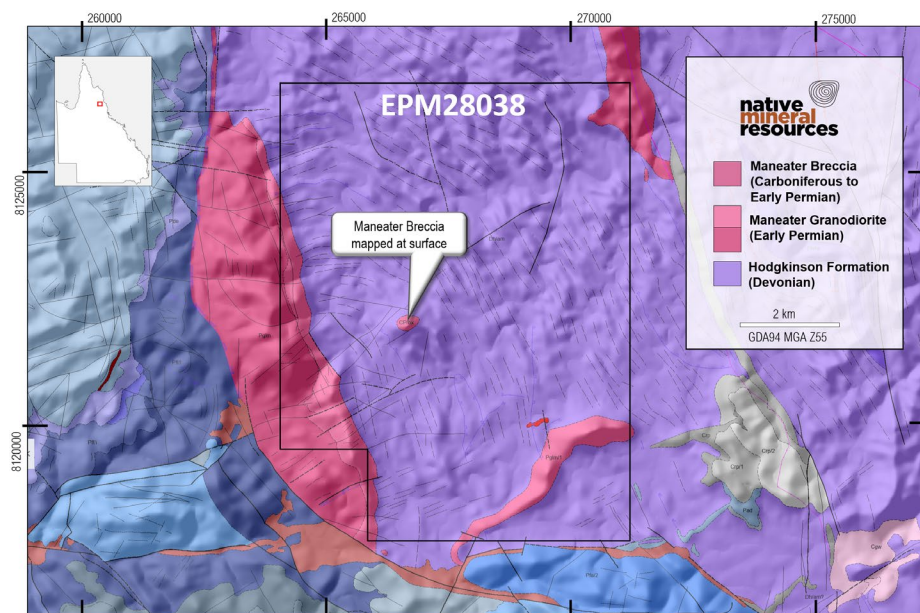 260000
265000
270000
275000
EPM28038
native
mineral
resources
8125000
Maneater Breccia
(Carboniferous to
Early Permian)
Maneater Breccia
mapped at surface
Maneater Granodiorite
(Early Permian)
Hodgkinson Formation
(Devonian)
2 km
GDA94 MGA Z55
8120000